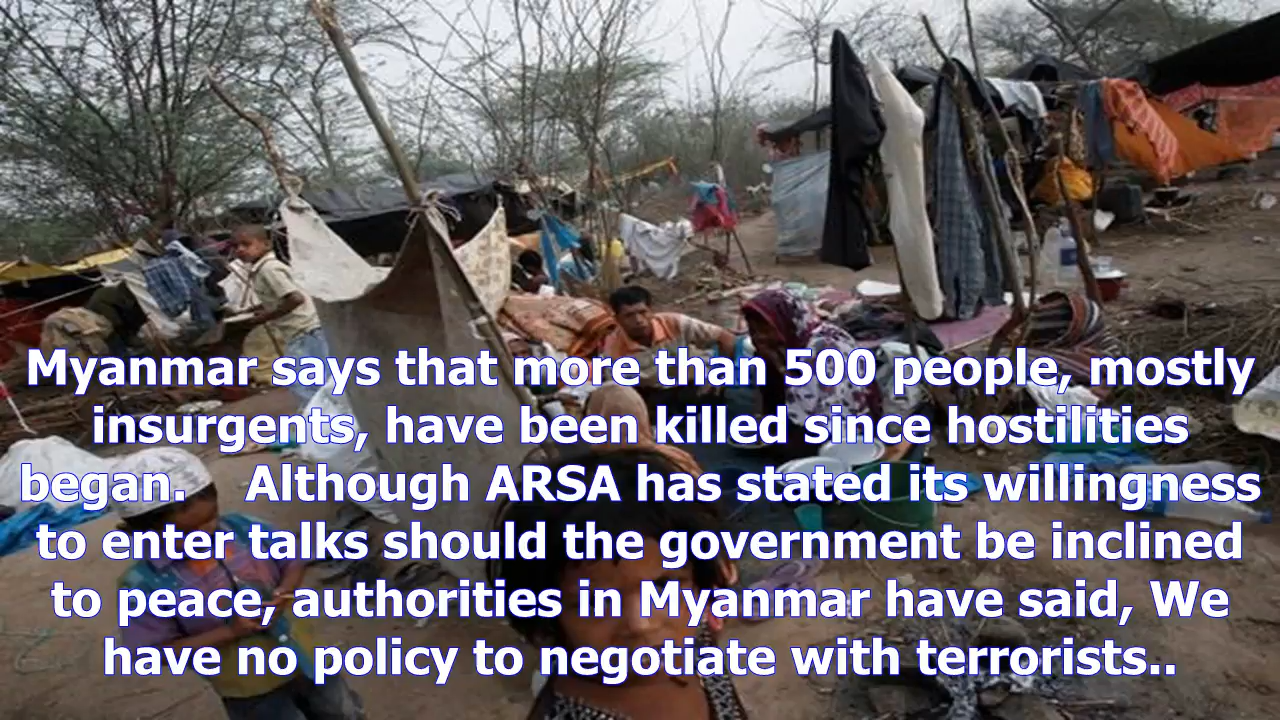 Myanmar says that more than 500 people, mostly
insurgents, have been killed since hostilities
began.    Although ARSA has stated its willingness
to enter talks should the government be inclined
to peace, authorities in Myanmar have said, We
have no policy to negotiate with terrorists..